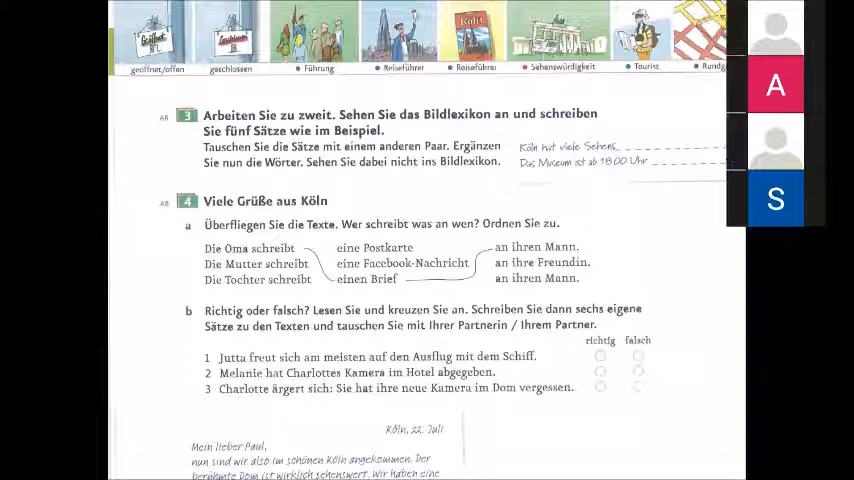 Geöffnet
Geschlossen
Köln
geöffnet/offen
geschlossen
• Führung
• Reiseführer
• Reiseführer
• Sehenswürdigkeit
• Tourist
• Rundg
AB 3 Arbeiten Sie zu zweit. Sehen Sie das Bildlexikon an und schreiben
Sie fünf Sätze wie im Beispiel.
Tauschen Sie die Sätze mit einem anderen Paar. Ergänzen
Sie nun die Wörter. Sehen Sie dabei nicht ins Bildlexikon.
Köln hat viele Sehens
Das Museum ist ab 18.00 Uhr
AB 4 Viele Grüße aus Köln
a Überfliegen Sie die Texte. Wer schreibt was an wen? Ordnen Sie zu.
Die Oma schreibt eine Postkarte an ihren Mann.
Die Mutter schreibt eine Facebook-Nachricht an ihre Freundin.
Die Tochter schreibt einen Brief an ihren Mann.
b Richtig oder falsch? Lesen Sie und kreuzen Sie an. Schreiben Sie dann sechs eigene
Sätze zu den Texten und tauschen Sie mit Ihrer Partnerin / Ihrem Partner.
richtig falsch
1 Jutta freut sich am meisten auf den Ausflug mit dem Schiff.
2 Melanie hat Charlottes Kamera im Hotel abgegeben.
3 Charlotte ärgert sich: Sie hat ihre neue Kamera im Dom vergessen.
Köln, 22. Juli
Mein lieber Paul,
nun sind wir also im schönen Köln angekommen. Der
berühmte Dom ist wirklich sehenswert. Wir haben eine
A
S